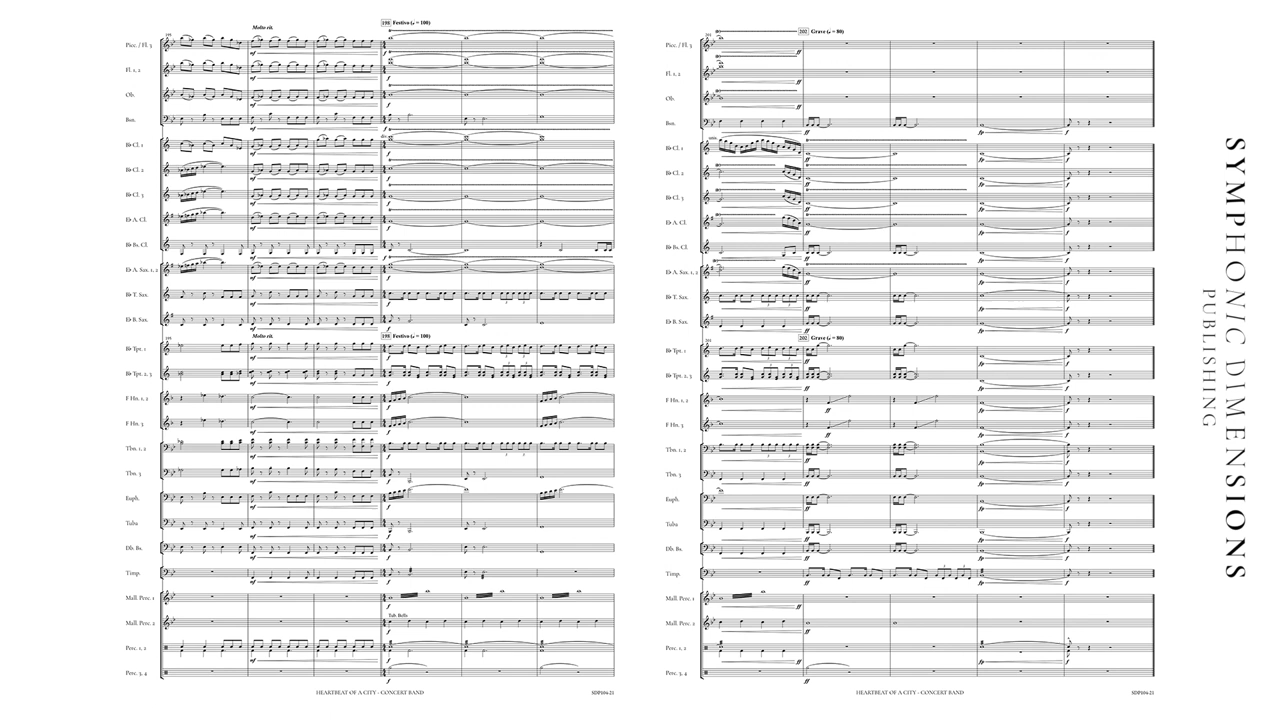 Molto rit.
198 Festivo (♩ = 100)
195
Picc. / Fl. 3
Fl. 1, 2
Ob.
Bsn.
B♭ Cl. 1
B♭ Cl. 2
B♭ Cl. 3
E♭ A. Cl.
B♭ Bs. Cl.
E♭ A. Sax. 1, 2
B♭ T. Sax.
E♭ B. Sax.
Molto rit.
198 Festivo (♩ = 100)
195
B♭ Tpt. 1
B♭ Tpt. 2, 3
F Hn. 1, 2
F Hn. 3
Tbn. 1, 2
Tbn. 3
Euph.
Tuba
Db. Bs.
Timp.
Mall. Perc. 1
Tub. Bells
Mall. Perc. 2
Perc. 1, 2
Perc. 3, 4
HEARTBEAT OF A CITY - CONCERT BAND
SDP104-21
202 Grave (♩ = 80)
201
Picc. / Fl. 3
Fl. 1, 2
Ob.
Bsn.
B♭ Cl. 1
B♭ Cl. 2
B♭ Cl. 3
E♭ A. Cl.
B♭ Bs. Cl.
E♭ A. Sax. 1, 2
B♭ T. Sax.
E♭ B. Sax.
202 Grave (♩ = 80)
201
B♭ Tpt. 1
B♭ Tpt. 2, 3
F Hn. 1, 2
F Hn. 3
Tbn. 1, 2
Tbn. 3
Euph.
Tuba
Db. Bs.
Timp.
Mall. Perc. 1
Mall. Perc. 2
Perc. 1, 2
Perc. 3, 4
HEARTBEAT OF A CITY - CONCERT BAND
SDP104-21
SYMPHONIC DIMENSIONS
PUBLISHING